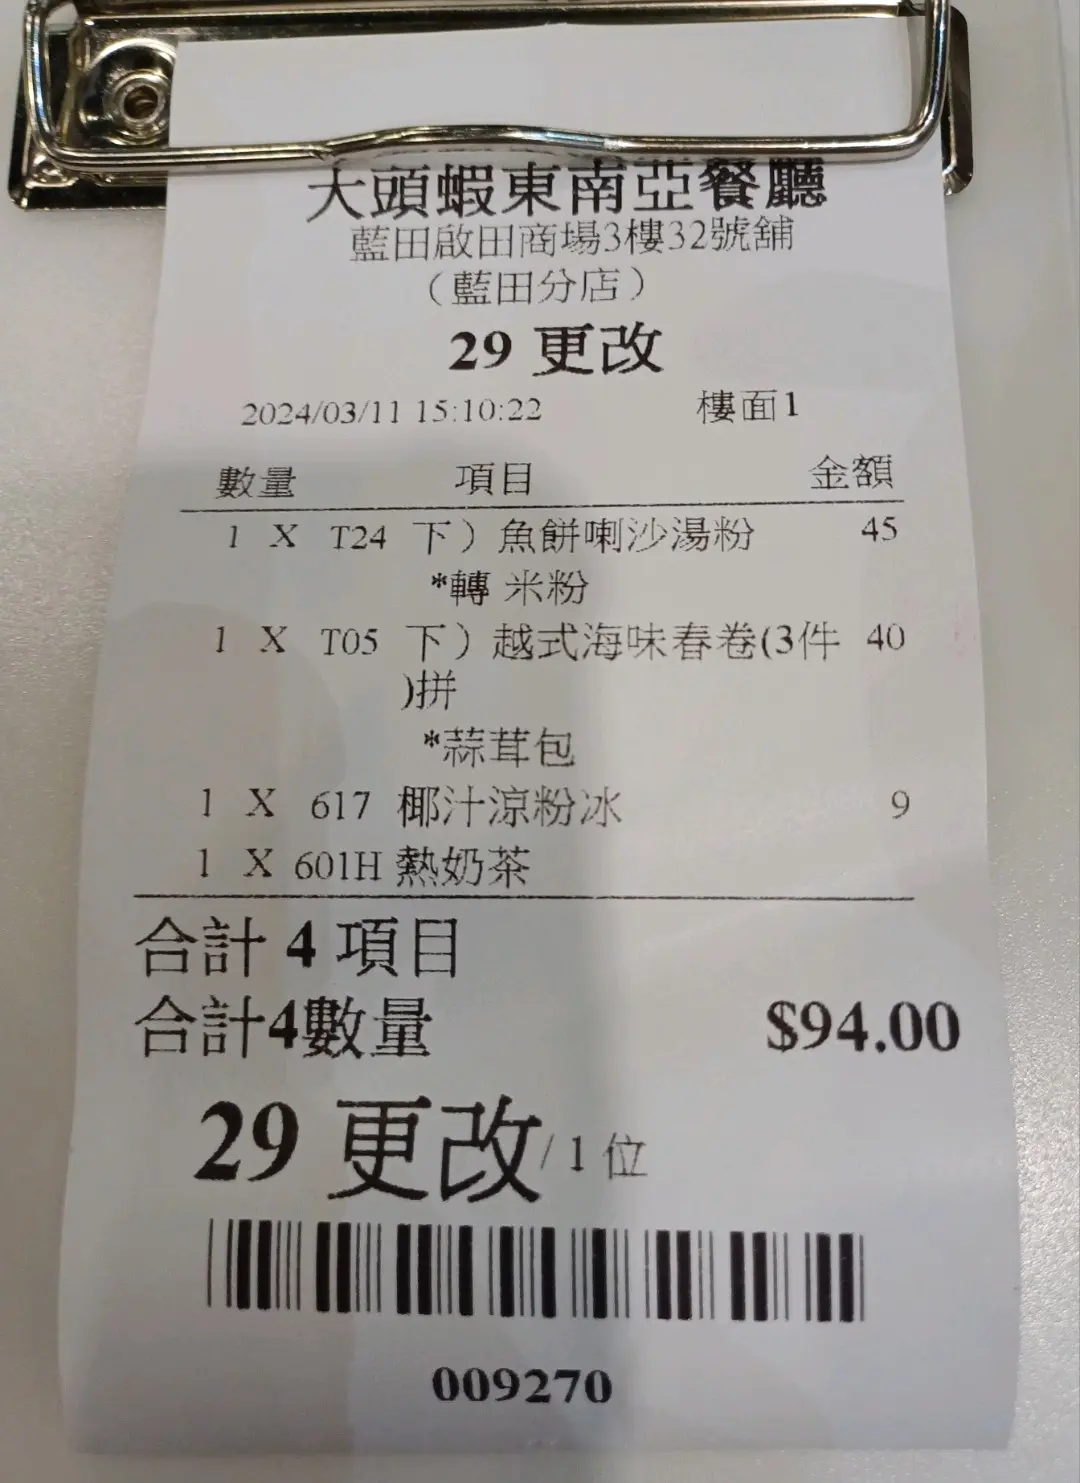 大頭蝦東南亞餐廳
藍田啟田商場3樓32號舖
（藍田分店）
29 更改
2024/03/11 15:10:22 樓面1
數量 項目 金額
1 X T24 下）魚餅喇沙湯粉 45
*轉 米粉
1 X T05 下）越式海味春卷(3件 40
)拼
*蒜茸包
1 X 617 椰汁涼粉冰 9
1 X 601H 熱奶茶
合計 4 項目
合計4數量 $94.00
29 更改/ 1 位
009270